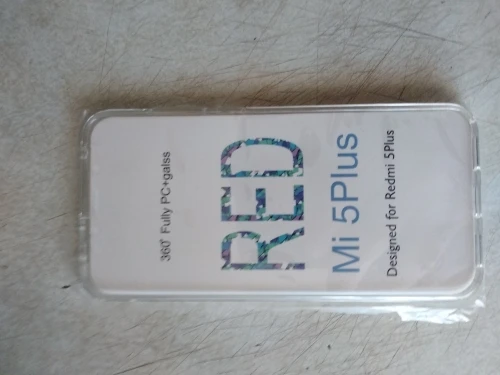 360° Fully PC+galss
RED
Mi 5Plus
Designed for Redmi 5Plus